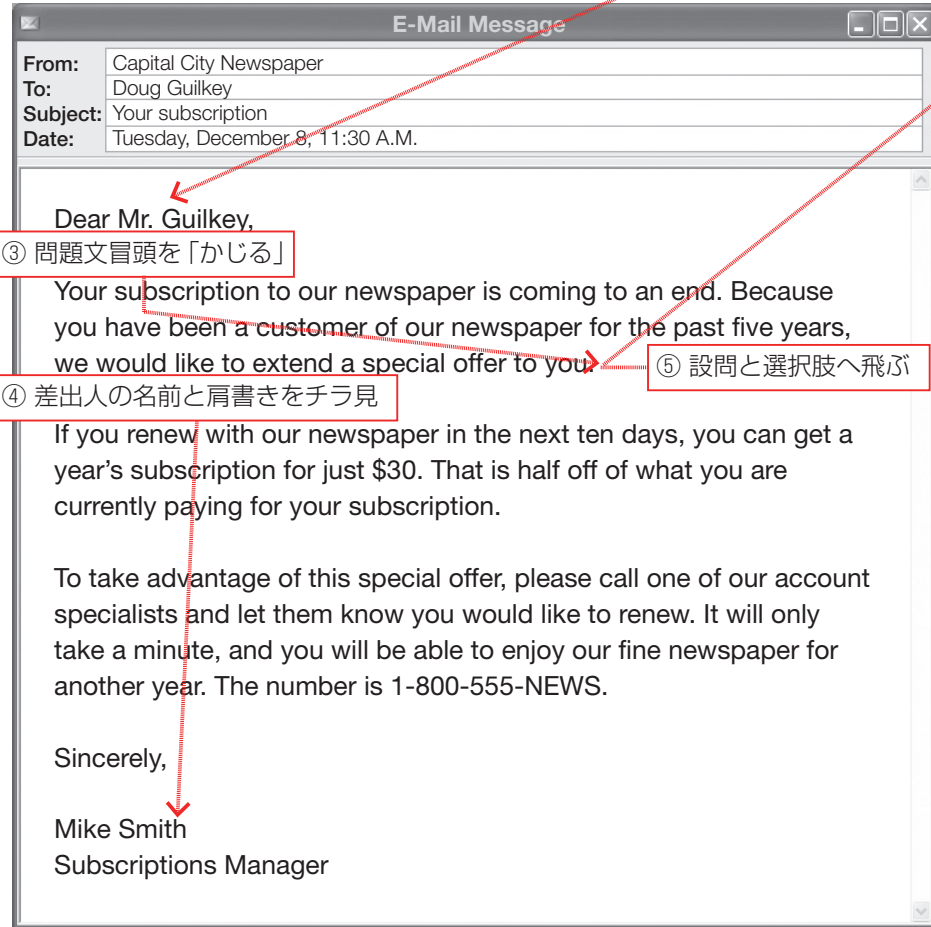 E-Mail Message
From: Capital City Newspaper
To: Doug Guilkey
Subject: Your subscription
Date: Tuesday, December 8, 11:30 A.M.
Dear Mr. Guilkey,
③ 問題文冒頭を「かじる」
Your subscription to our newspaper is coming to an end. Because
you have been a customer of our newspaper for the past five years,
we would like to extend a special offer to you.
⑤ 設問と選択肢へ飛ぶ
④ 差出人の名前と肩書きをチラ見
If you renew with our newspaper in the next ten days, you can get a
year's subscription for just $30. That is half off of what you are
currently paying for your subscription.
To take advantage of this special offer, please call one of our account
specialists and let them know you would like to renew. It will only
take a minute, and you will be able to enjoy our fine newspaper for
another year. The number is 1-800-555-NEWS.
Sincerely,
Mike Smith
Subscriptions Manager